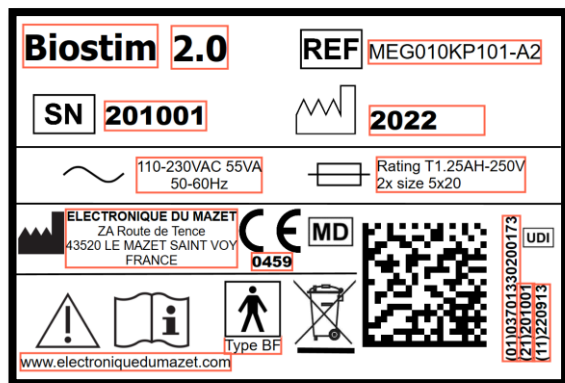 Biostim 2.0
REF MEG010KP101-A2
SN 201001
2022
110-230VAC 55VA
50-60Hz
Rating T1.25AH-250V
2x size 5x20
ELECTRONIQUE DU MAZET
ZA Route de Tence
43520 LE MAZET SAINT VOY
FRANCE
CE
0459
MD
UDI
(01)03701330200173
(21)201001
(11)220913
Type BF
www.electroniquedumazet.com